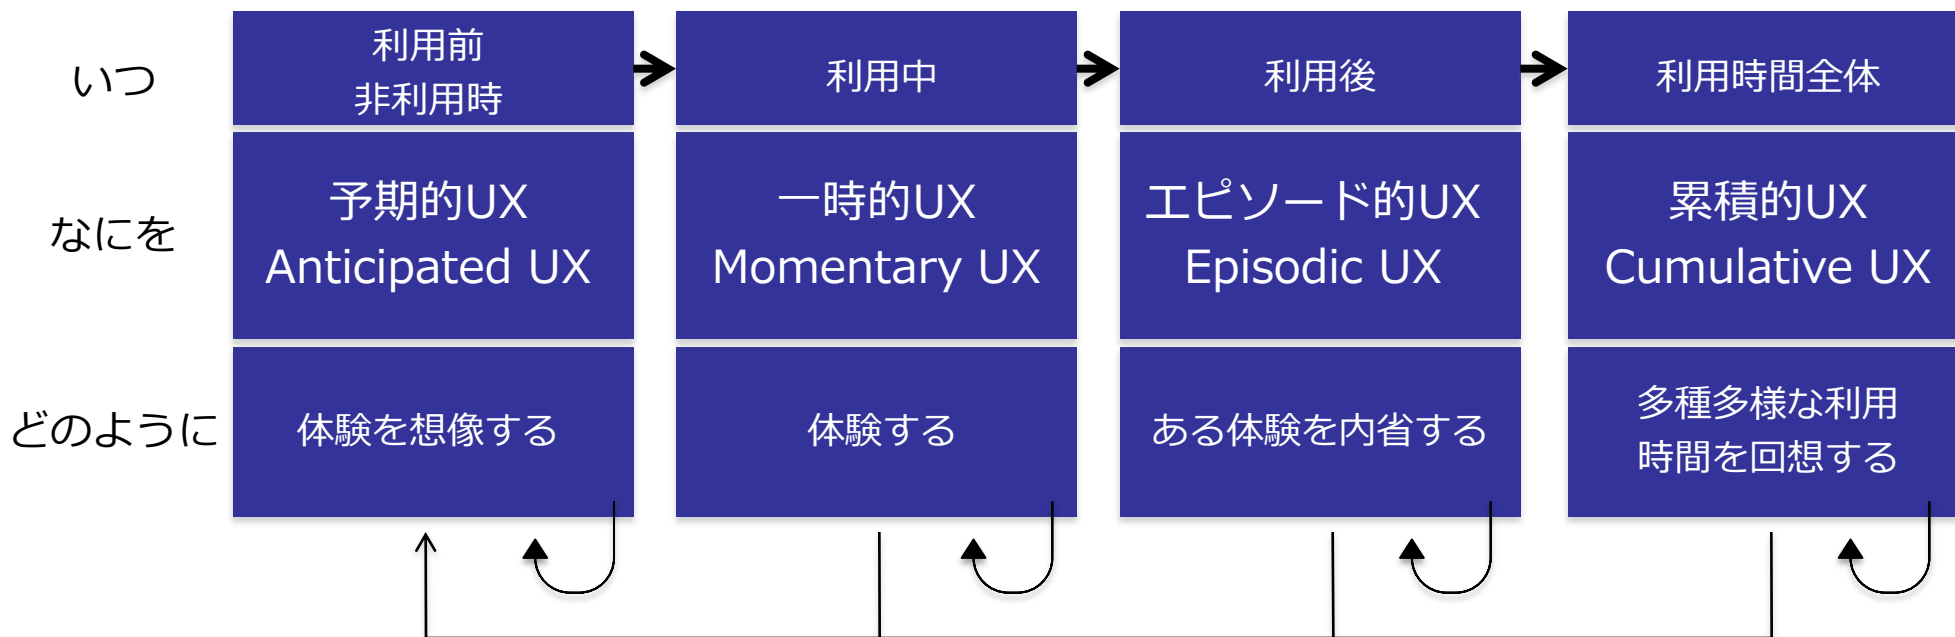 いつ
利用前
非利用時
利用中
利用後
利用時間全体
なにを
予期的UX
Anticipated UX
一時的UX
Momentary UX
エピソード的UX
Episodic UX
累積的UX
Cumulative UX
どのように
体験を想像する
体験する
ある体験を内省する
多種多様な利用
時間を回想する